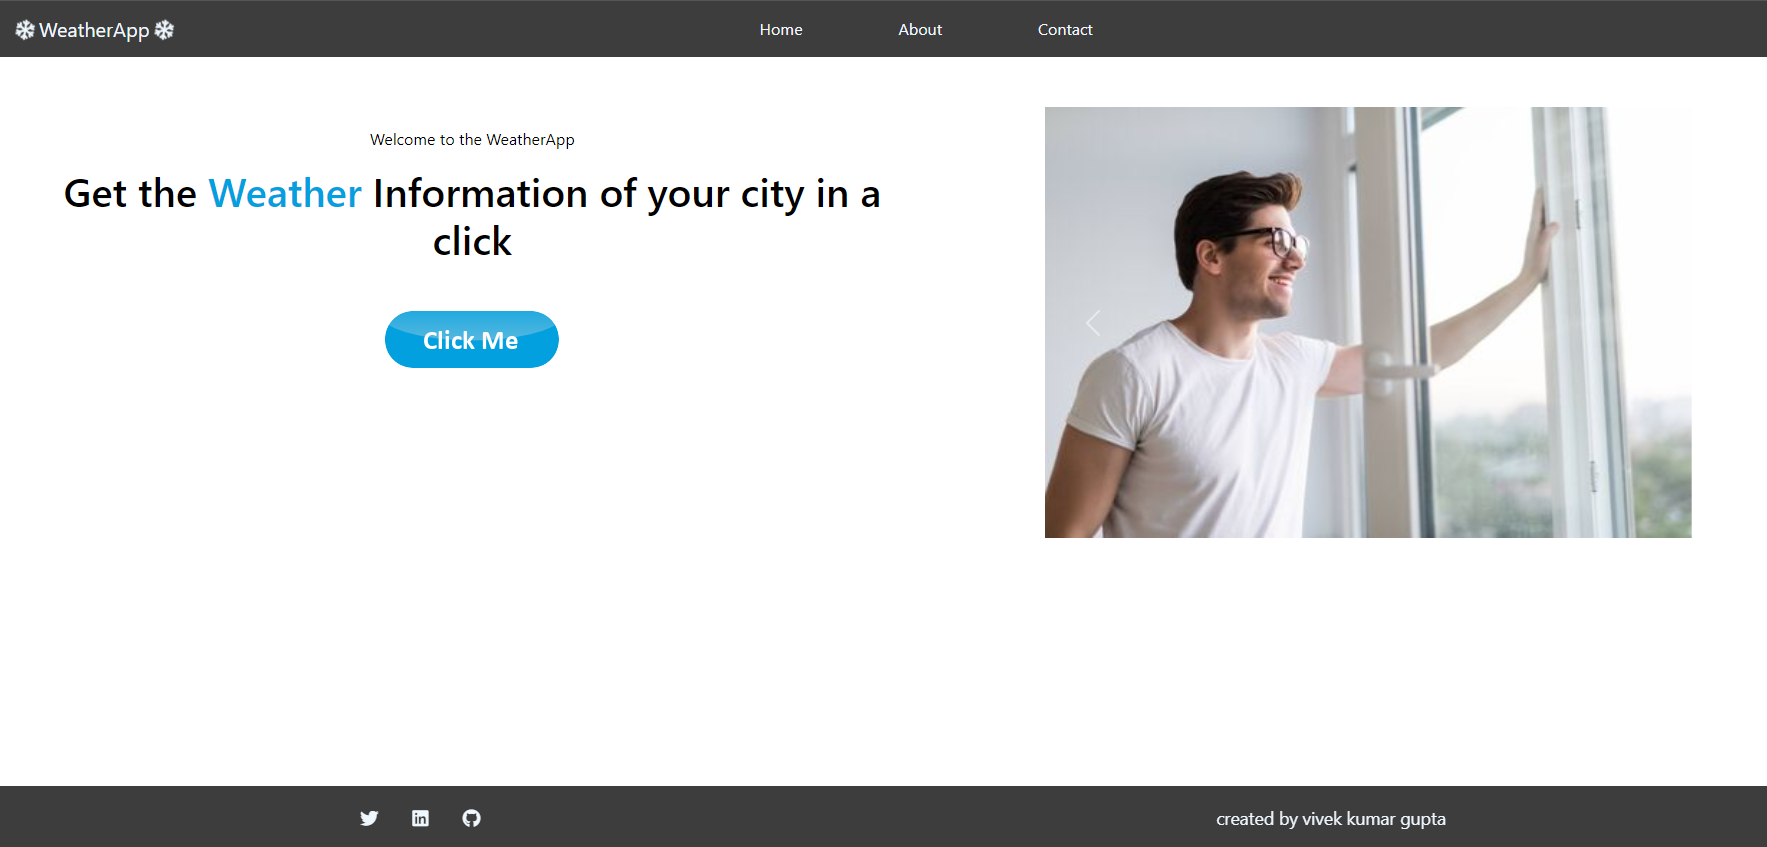 ❄WeatherApp❄
Home
About
Contact
Welcome to the WeatherApp
Get the Weather Information of your city in a
click
Click Me
created by vivek kumar gupta